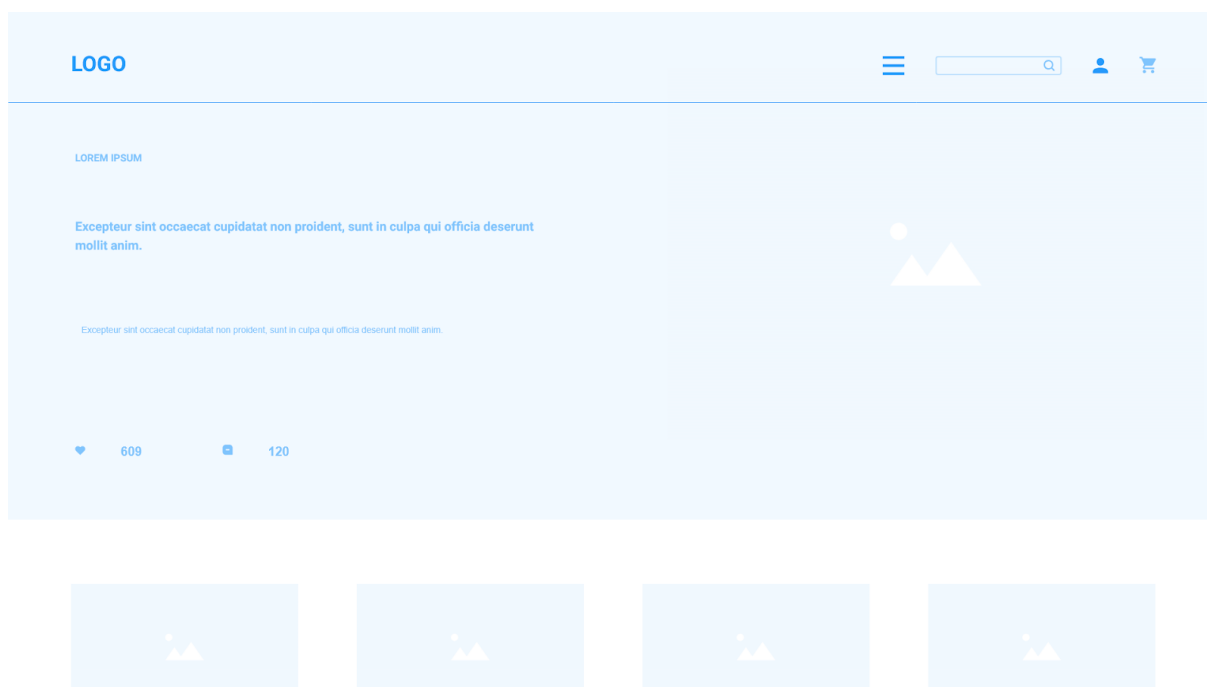 LOGO
LOREM IPSUM
Excepteur sint occaecat cupidatat non proident, sunt in culpa qui officia deserunt
mollit anim.
Excepteur sint occaecat cupidatat non proident, sunt in culpa qui officia deserunt mollit anim.
609 120